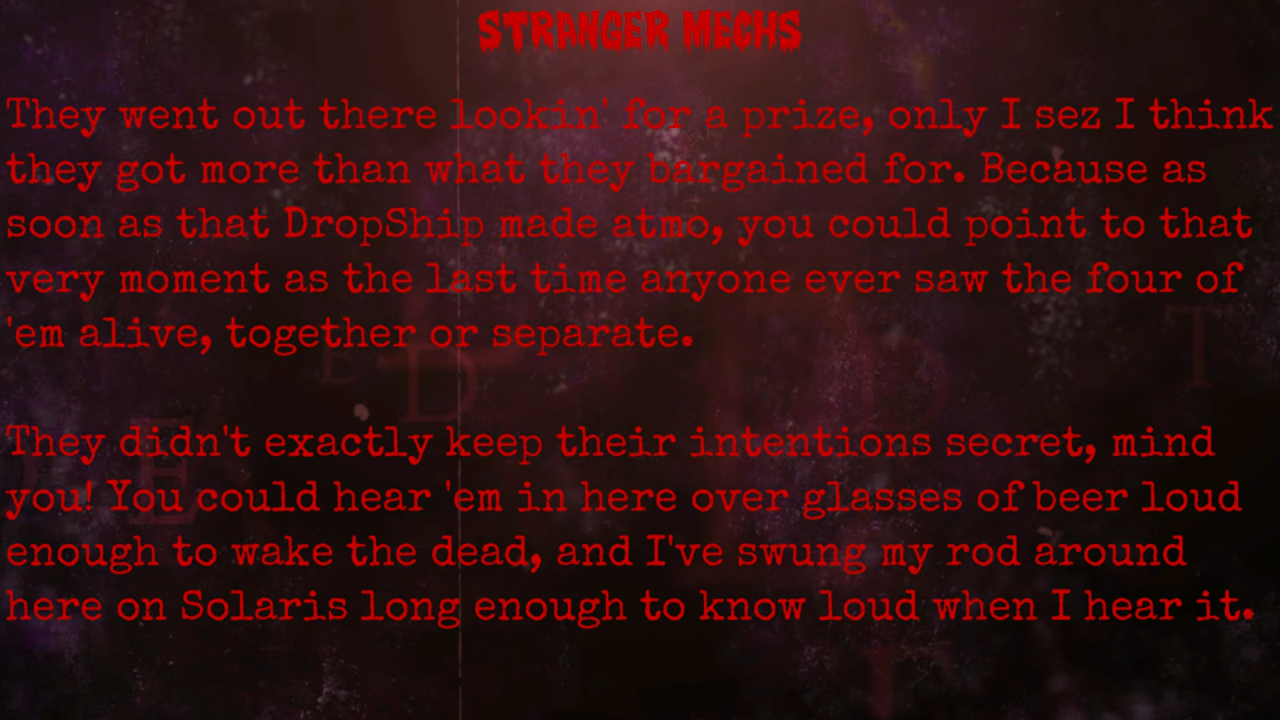 STRANGER MECHS
They went out there lookin' for a prize, only I sez I think
they got more than what they bargained for. Because as
soon as that DropShip made atmo, you could point to that
very moment as the last time anyone ever saw the four of
'em alive, together or separate.
They didn't exactly keep their intentions secret, mind
you! You could hear 'em in here over glasses of beer loud
enough to wake the dead, and I've swung my rod around
here on Solaris long enough to know loud when I hear it.